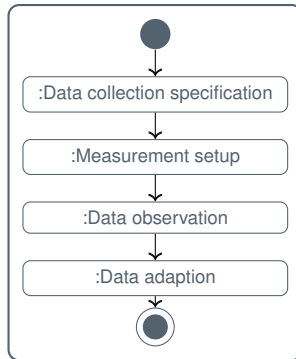 :Data collection specification
:Measurement setup
:Data observation
:Data adaption